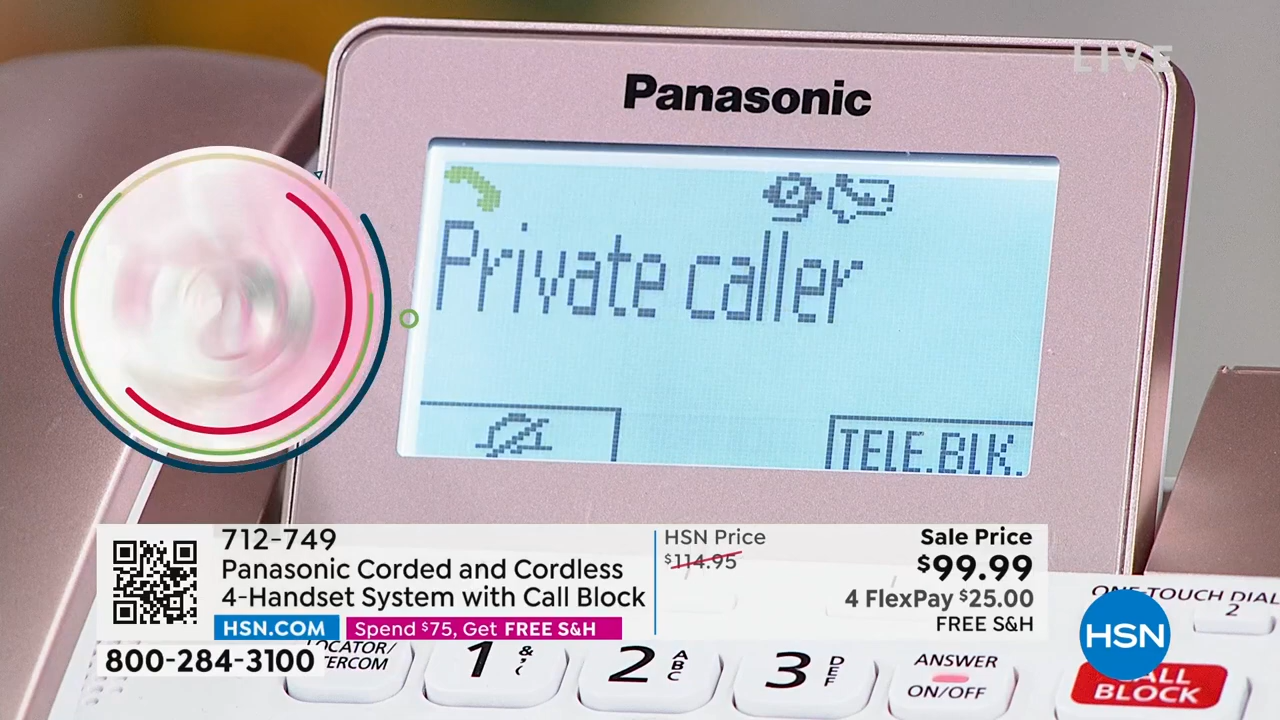 LIVE
Panasonic
Private caller
TELE.BLK.
712-749
Panasonic Corded and Cordless
4-Handset System with Call Block
HSN.COM
Spend $75, Get FREE S&H
800-284-3100
HSN Price
$114.95
Sale Price
$99.99
4 FlexPay $25.00
FREE S&H
HSN
ONE TOUCH DIAL
2
1 & ' (
2 ABC
3 DEF
ANSWER
ON/OFF
BLOCK